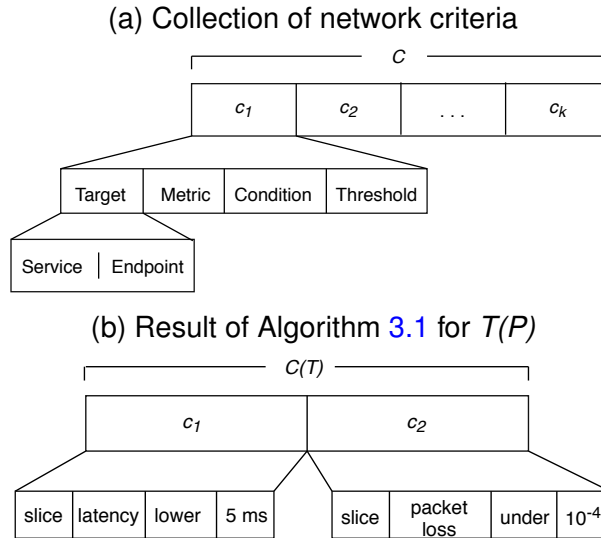 (a) Collection of network criteria
C
c1 c2 . . . ck
Target Metric Condition Threshold
Service Endpoint
(b) Result of Algorithm 3.1 for T(P)
C(T)
c1 c2
slice latency lower 5 ms slice packet loss under 10-4